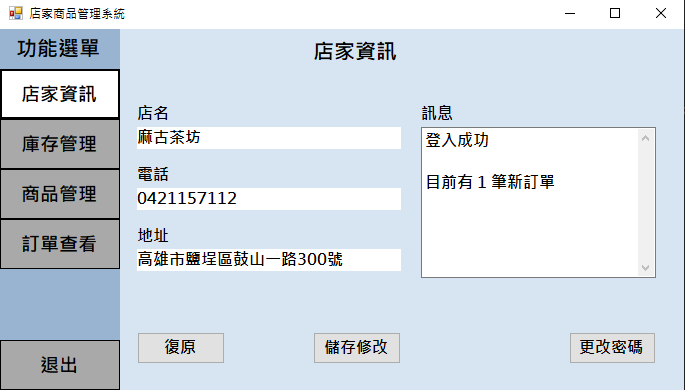 店家商品管理系統
功能選單
店家資訊
庫存管理
商品管理
訂單查看
退出
店家資訊
店名
麻古茶坊
電話
0421157112
地址
高雄市鹽埕區鼓山一路300號
訊息
登入成功
目前有 1 筆新訂單
復原
儲存修改
更改密碼